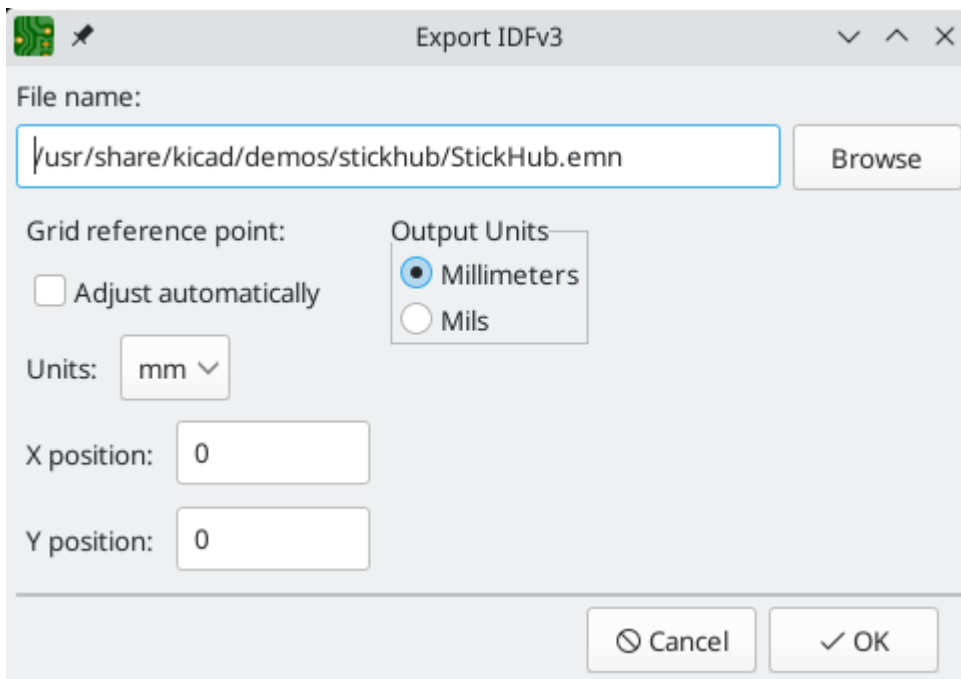 Export IDFv3
File name:
/usr/share/kicad/demos/stickhub/StickHub.emn
Browse
Grid reference point:
Adjust automatically
Units: mm
X position: 0
Y position: 0
Output Units
Millimeters
Mils
Cancel
OK